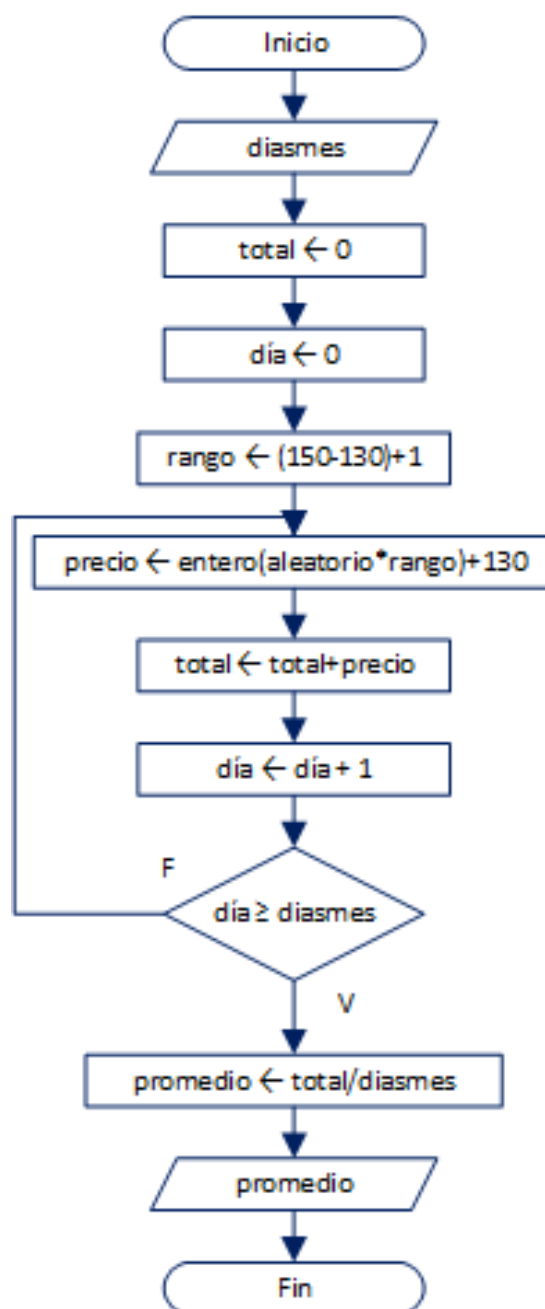 Inicio
diasmes
total ← 0
día ← 0
rango ← (150-130)+1
precio ← entero(aleatorio*rango)+130
total ← total+precio
día ← día + 1
F
día ≥ diasmes
V
promedio ← total/diasmes
promedio
Fin